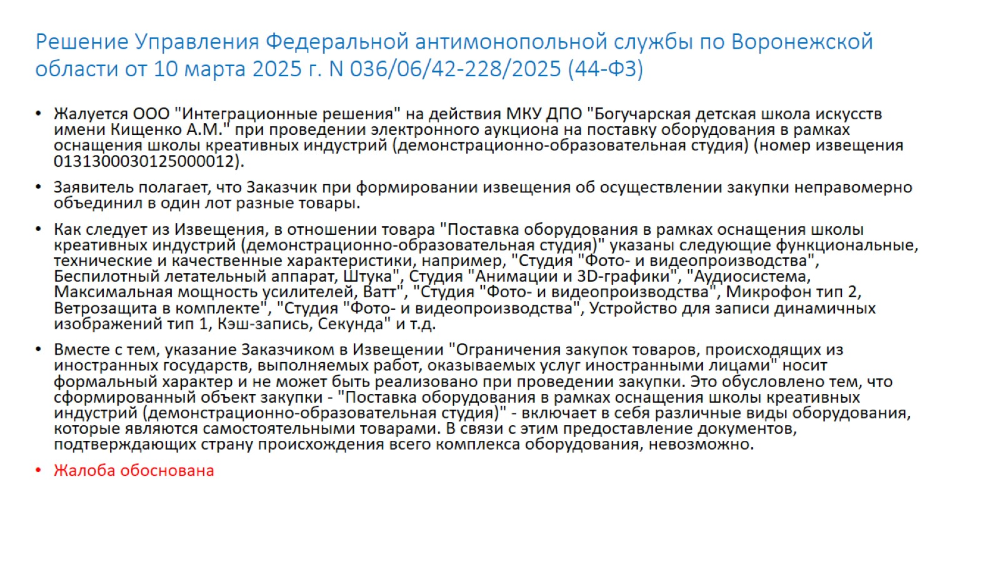 Решение Управления Федеральной антимонопольной службы по Воронежской
области от 10 марта 2025 г. N 036/06/42-228/2025 (44-ФЗ)
• Жалуется ООО "Интеграционные решения" на действия МКУ ДПО "Богучарская детская школа искусств
имени Кищенко А.М." при проведении электронного аукциона на поставку оборудования в рамках
оснащения школы креативных индустрий (демонстрационно-образовательная студия) (номер извещения
0131300030125000012).
• Заявитель полагает, что Заказчик при формировании извещения об осуществлении закупки неправомерно
объединил в один лот разные товары.
• Как следует из Извещения, в отношении товара "Поставка оборудования в рамках оснащения школы
креативных индустрий (демонстрационно-образовательная студия)" указаны следующие функциональные,
технические и качественные характеристики, например, "Студия "Фото- и видеопроизводства",
Беспилотный летательный аппарат, Штука", Студия "Анимации и 3D-графики", "Аудиосистема,
Максимальная мощность усилителей, Ватт", "Студия "Фото- и видеопроизводства", Микрофон тип 2,
Ветрозащита в комплекте", "Студия "Фото- и видеопроизводства", Устройство для записи динамичных
изображений тип 1, Кэш-запись, Секунда" и т.д.
• Вместе с тем, указание Заказчиком в Извещении "Ограничения закупок товаров, происходящих из
иностранных государств, выполняемых работ, оказываемых услуг иностранными лицами" носит
формальный характер и не может быть реализовано при проведении закупки. Это обусловлено тем, что
сформированный объект закупки - "Поставка оборудования в рамках оснащения школы креативных
индустрий (демонстрационно-образовательная студия)" - включает в себя различные виды оборудования,
которые являются самостоятельными товарами. В связи с этим предоставление документов,
подтверждающих страну происхождения всего комплекса оборудования, невозможно.
• Жалоба обоснована